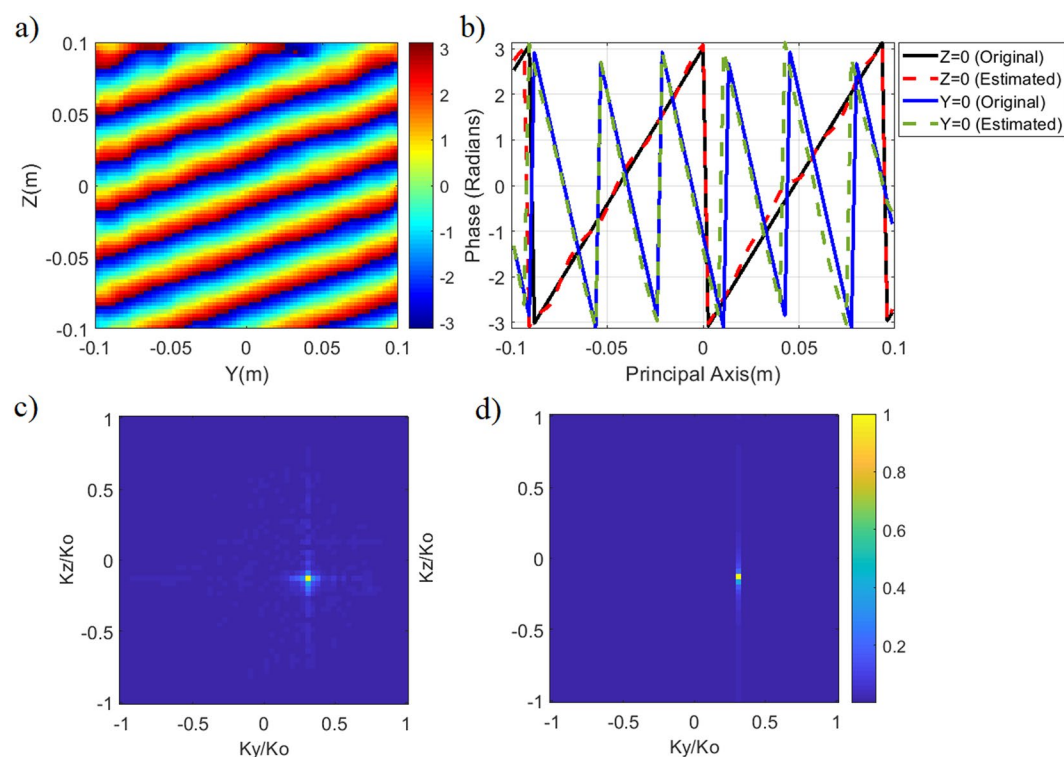 a)
0.1
0.05
0
-0.05
-0.1
Z(m)
-0.1 -0.05 0 0.05 0.1
Y(m)
3
2
1
0
-1
-2
-3
b)
3
2
1
0
-1
-2
-3
Phase (Radians)
-0.1 -0.05 0 0.05 0.1
Principal Axis(m)
Z=0 (Original)
Z=0 (Estimated)
Y=0 (Original)
Y=0 (Estimated)
c)
1
0.5
0
-0.5
-1
Kz/Ko
-1 -0.5 0 0.5 1
Ky/Ko
d)
1
0.5
0
-0.5
-1
Kz/Ko
-1 -0.5 0 0.5 1
Ky/Ko
1
0.8
0.6
0.4
0.2